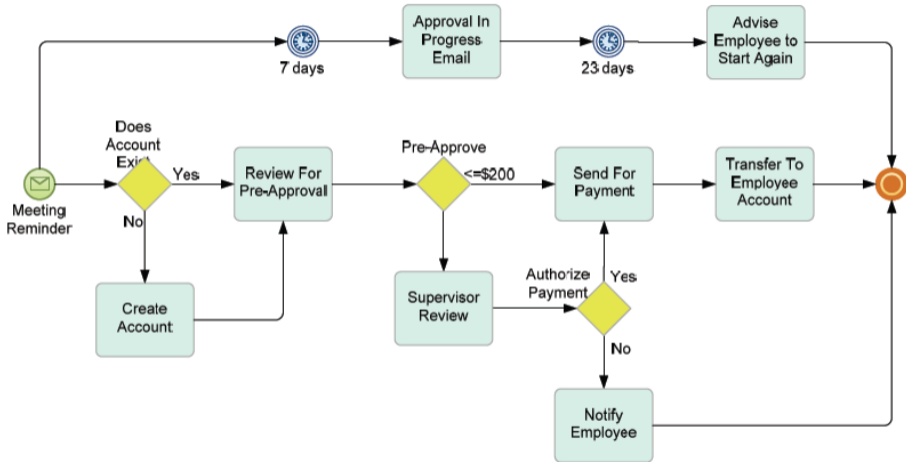 Approval In
Progress
Email
Advise
Employee to
Start Again
7 days
23 days
Does
Account
Exist
Yes
Review For
Pre-Approval
Pre-Approve
<=$200
Send For
Payment
Transfer To
Employee
Account
Meeting
Reminder
No
Create
Account
Supervisor
Review
Authorize
Payment
Yes
No
Notify
Employee